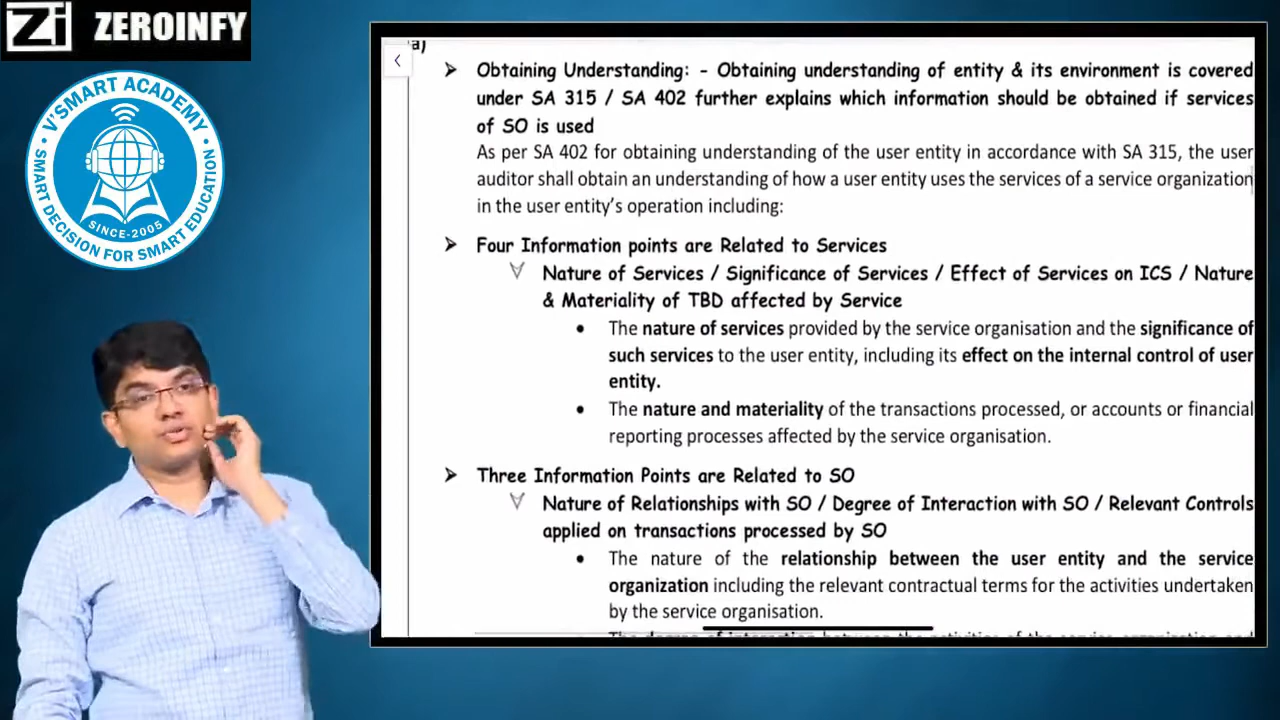 Zi ZEROINFY
V'SMART ACADEMY
SINCE-2005
SMART DECISION FOR SMART EDUCATION
a)
➤ Obtaining Understanding: - Obtaining understanding of entity & its environment is covered
under SA 315 / SA 402 further explains which information should be obtained if services
of SO is used
As per SA 402 for obtaining understanding of the user entity in accordance with SA 315, the user
auditor shall obtain an understanding of how a user entity uses the services of a service organization
in the user entity's operation including:
➤ Four Information points are Related to Services
Nature of Services / Significance of Services / Effect of Services on ICS / Nature
& Materiality of TBD affected by Service
• The nature of services provided by the service organisation and the significance of
such services to the user entity, including its effect on the internal control of user
entity.
• The nature and materiality of the transactions processed, or accounts or financial
reporting processes affected by the service organisation.
➤ Three Information Points are Related to SO
Nature of Relationships with SO / Degree of Interaction with SO / Relevant Controls
applied on transactions processed by SO
• The nature of the relationship between the user entity and the service
organization including the relevant contractual terms for the activities undertaken
by the service organisation.